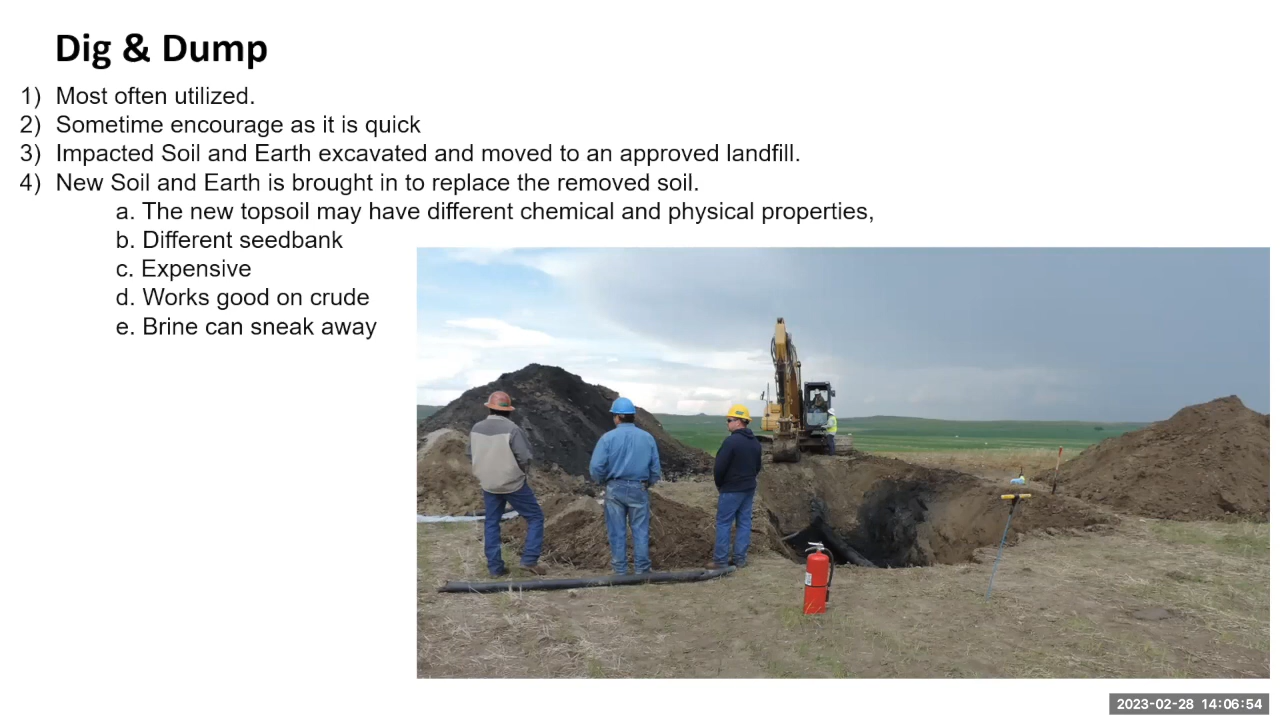 Dig & Dump
1) Most often utilized.
2) Sometime encourage as it is quick
3) Impacted Soil and Earth excavated and moved to an approved landfill.
4) New Soil and Earth is brought in to replace the removed soil.
a. The new topsoil may have different chemical and physical properties,
b. Different seedbank
c. Expensive
d. Works good on crude
e. Brine can sneak away
2023-02-28 14:06:54